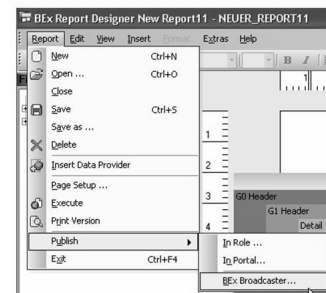 BEx Report Designer New Report11 - NEUER_REPORT11
Report Edit View Insert Format Extras Help
New Ctrl+N
Open ... Ctrl+O
Close
Save Ctrl+S
Save as ...
Delete
Insert Data Provider
Page Setup ...
Execute
Print Version
Publish
Exit Ctrl+F4
In Role ...
In Portal...
BEx Broadcaster...
B I
1
1
2
3
4
G0 Header
G1 Header
Detail